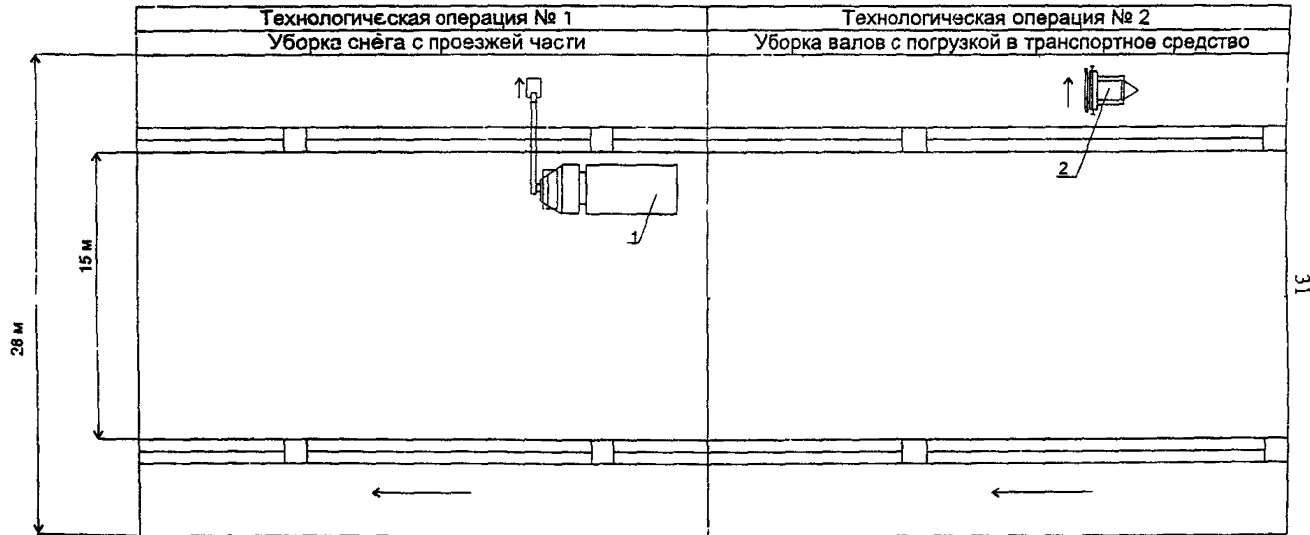 Технологическая операция № 1
Технологическая операция № 2
Уборка снега с проезжей части
Уборка валов с погрузкой в транспортное средство
2
1
15 м
28 м
31